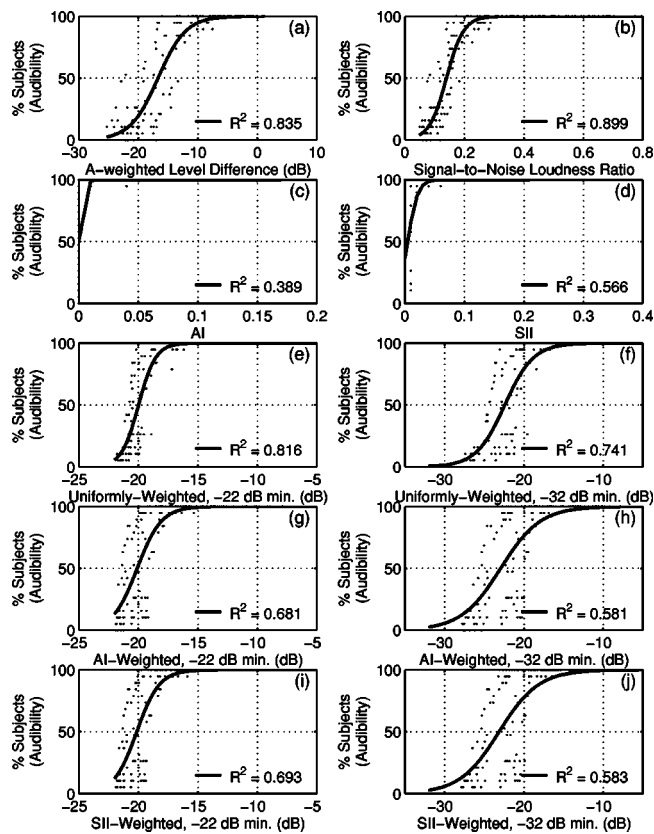 100
(a)
50
0
% Subjects
(Audibility)
R² = 0.835
−30 −20 −10 0 10
A-weighted Level Difference (dB)
100
(b)
50
0
% Subjects
(Audibility)
R² = 0.899
0 0.2 0.4 0.6 0.8
Signal-to-Noise Loudness Ratio
100
(c)
50
0
% Subjects
(Audibility)
R² = 0.389
0 0.05 0.1 0.15 0.2
AI
100
(d)
50
0
% Subjects
(Audibility)
R² = 0.566
0 0.1 0.2 0.3 0.4
SII
100
(e)
50
0
% Subjects
(Audibility)
R² = 0.816
−25 −20 −15 −10 −5
Uniformly-Weighted, −22 dB min. (dB)
100
(f)
50
0
% Subjects
(Audibility)
R² = 0.741
−30 −20 −10
Uniformly-Weighted, −32 dB min. (dB)
100
(g)
50
0
% Subjects
(Audibility)
R² = 0.681
−25 −20 −15 −10 −5
AI-Weighted, −22 dB min. (dB)
100
(h)
50
0
% Subjects
(Audibility)
R² = 0.581
−30 −20 −10
AI-Weighted, −32 dB min. (dB)
100
(i)
50
0
% Subjects
(Audibility)
R² = 0.693
−25 −20 −15 −10 −5
SII-Weighted, −22 dB min. (dB)
100
(j)
50
0
% Subjects
(Audibility)
R² = 0.583
−30 −20 −10
SII-Weighted, −32 dB min. (dB)